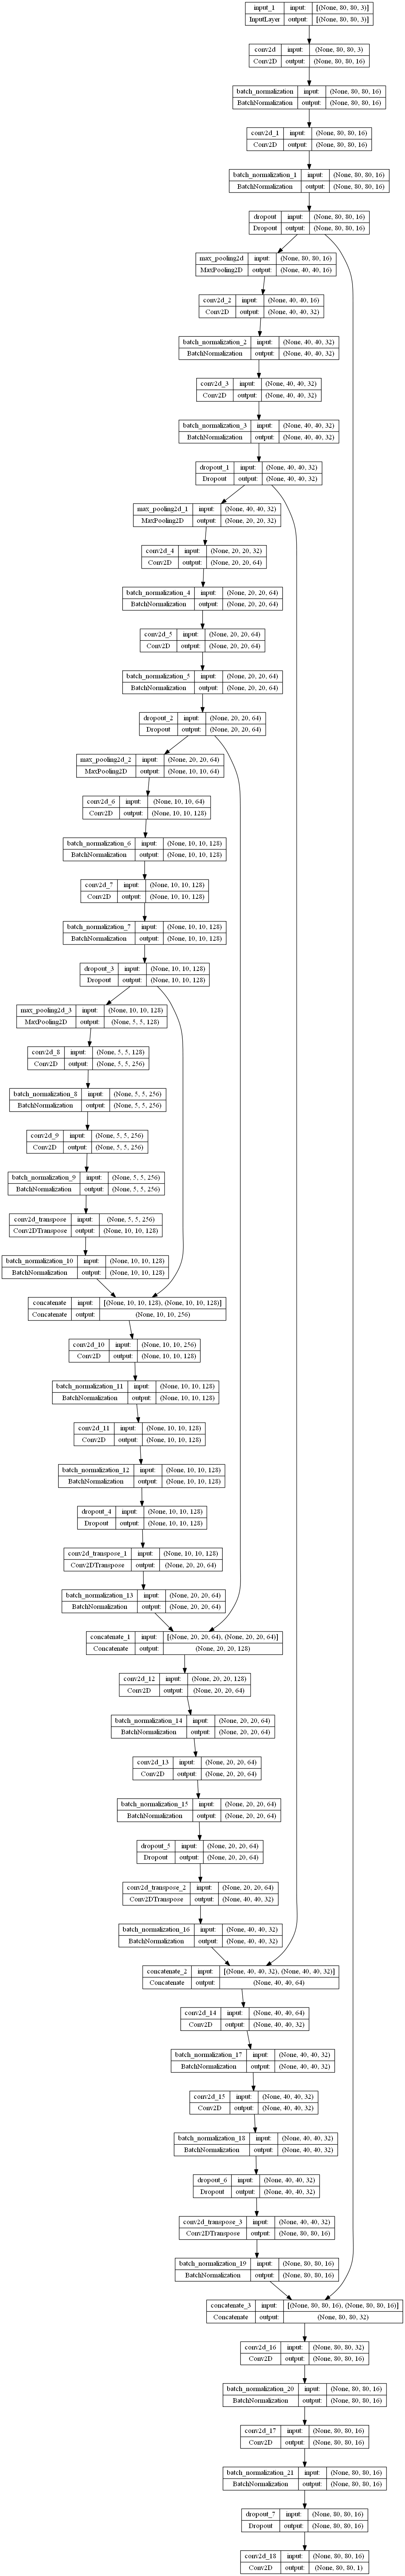 input_1 input: [(None, 80, 80, 3)]
InputLayer output: [(None, 80, 80, 3)]
conv2d input: (None, 80, 80, 3)
Conv2D output: (None, 80, 80, 16)
batch_normalization input: (None, 80, 80, 16)
BatchNormalization output: (None, 80, 80, 16)
conv2d_1 input: (None, 80, 80, 16)
Conv2D output: (None, 80, 80, 16)
batch_normalization_1 input: (None, 80, 80, 16)
BatchNormalization output: (None, 80, 80, 16)
dropout input: (None, 80, 80, 16)
Dropout output: (None, 80, 80, 16)
max_pooling2d input: (None, 80, 80, 16)
MaxPooling2D output: (None, 40, 40, 16)
conv2d_2 input: (None, 40, 40, 16)
Conv2D output: (None, 40, 40, 32)
batch_normalization_2 input: (None, 40, 40, 32)
BatchNormalization output: (None, 40, 40, 32)
conv2d_3 input: (None, 40, 40, 32)
Conv2D output: (None, 40, 40, 32)
batch_normalization_3 input: (None, 40, 40, 32)
BatchNormalization output: (None, 40, 40, 32)
dropout_1 input: (None, 40, 40, 32)
Dropout output: (None, 40, 40, 32)
max_pooling2d_1 input: (None, 40, 40, 32)
MaxPooling2D output: (None, 20, 20, 32)
conv2d_4 input: (None, 20, 20, 32)
Conv2D output: (None, 20, 20, 64)
batch_normalization_4 input: (None, 20, 20, 64)
BatchNormalization output: (None, 20, 20, 64)
conv2d_5 input: (None, 20, 20, 64)
Conv2D output: (None, 20, 20, 64)
batch_normalization_5 input: (None, 20, 20, 64)
BatchNormalization output: (None, 20, 20, 64)
dropout_2 input: (None, 20, 20, 64)
Dropout output: (None, 20, 20, 64)
max_pooling2d_2 input: (None, 20, 20, 64)
MaxPooling2D output: (None, 10, 10, 64)
conv2d_6 input: (None, 10, 10, 64)
Conv2D output: (None, 10, 10, 128)
batch_normalization_6 input: (None, 10, 10, 128)
BatchNormalization output: (None, 10, 10, 128)
conv2d_7 input: (None, 10, 10, 128)
Conv2D output: (None, 10, 10, 128)
batch_normalization_7 input: (None, 10, 10, 128)
BatchNormalization output: (None, 10, 10, 128)
dropout_3 input: (None, 10, 10, 128)
Dropout output: (None, 10, 10, 128)
max_pooling2d_3 input: (None, 10, 10, 128)
MaxPooling2D output: (None, 5, 5, 128)
conv2d_8 input: (None, 5, 5, 128)
Conv2D output: (None, 5, 5, 256)
batch_normalization_8 input: (None, 5, 5, 256)
BatchNormalization output: (None, 5, 5, 256)
conv2d_9 input: (None, 5, 5, 256)
Conv2D output: (None, 5, 5, 256)
batch_normalization_9 input: (None, 5, 5, 256)
BatchNormalization output: (None, 5, 5, 256)
conv2d_transpose input: (None, 5, 5, 256)
Conv2DTranspose output: (None, 10, 10, 128)
batch_normalization_10 input: (None, 10, 10, 128)
BatchNormalization output: (None, 10, 10, 128)
concatenate input: [(None, 10, 10, 128), (None, 10, 10, 128)]
Concatenate output: (None, 10, 10, 256)
conv2d_10 input: (None, 10, 10, 256)
Conv2D output: (None, 10, 10, 128)
batch_normalization_11 input: (None, 10, 10, 128)
BatchNormalization output: (None, 10, 10, 128)
conv2d_11 input: (None, 10, 10, 128)
Conv2D output: (None, 10, 10, 128)
batch_normalization_12 input: (None, 10, 10, 128)
BatchNormalization output: (None, 10, 10, 128)
dropout_4 input: (None, 10, 10, 128)
Dropout output: (None, 10, 10, 128)
conv2d_transpose_1 input: (None, 10, 10, 128)
Conv2DTranspose output: (None, 20, 20, 64)
batch_normalization_13 input: (None, 20, 20, 64)
BatchNormalization output: (None, 20, 20, 64)
concatenate_1 input: [(None, 20, 20, 64), (None, 20, 20, 64)]
Concatenate output: (None, 20, 20, 128)
conv2d_12 input: (None, 20, 20, 128)
Conv2D output: (None, 20, 20, 64)
batch_normalization_14 input: (None, 20, 20, 64)
BatchNormalization output: (None, 20, 20, 64)
conv2d_13 input: (None, 20, 20, 64)
Conv2D output: (None, 20, 20, 64)
batch_normalization_15 input: (None, 20, 20, 64)
BatchNormalization output: (None, 20, 20, 64)
dropout_5 input: (None, 20, 20, 64)
Dropout output: (None, 20, 20, 64)
conv2d_transpose_2 input: (None, 20, 20, 64)
Conv2DTranspose output: (None, 40, 40, 32)
batch_normalization_16 input: (None, 40, 40, 32)
BatchNormalization output: (None, 40, 40, 32)
concatenate_2 input: [(None, 40, 40, 32), (None, 40, 40, 32)]
Concatenate output: (None, 40, 40, 64)
conv2d_14 input: (None, 40, 40, 64)
Conv2D output: (None, 40, 40, 32)
batch_normalization_17 input: (None, 40, 40, 32)
BatchNormalization output: (None, 40, 40, 32)
conv2d_15 input: (None, 40, 40, 32)
Conv2D output: (None, 40, 40, 32)
batch_normalization_18 input: (None, 40, 40, 32)
BatchNormalization output: (None, 40, 40, 32)
dropout_6 input: (None, 40, 40, 32)
Dropout output: (None, 40, 40, 32)
conv2d_transpose_3 input: (None, 40, 40, 32)
Conv2DTranspose output: (None, 80, 80, 16)
batch_normalization_19 input: (None, 80, 80, 16)
BatchNormalization output: (None, 80, 80, 16)
concatenate_3 input: [(None, 80, 80, 16), (None, 80, 80, 16)]
Concatenate output: (None, 80, 80, 32)
conv2d_16 input: (None, 80, 80, 32)
Conv2D output: (None, 80, 80, 16)
batch_normalization_20 input: (None, 80, 80, 16)
BatchNormalization output: (None, 80, 80, 16)
conv2d_17 input: (None, 80, 80, 16)
Conv2D output: (None, 80, 80, 16)
batch_normalization_21 input: (None, 80, 80, 16)
BatchNormalization output: (None, 80, 80, 16)
dropout_7 input: (None, 80, 80, 16)
Dropout output: (None, 80, 80, 16)
conv2d_18 input: (None, 80, 80, 16)
Conv2D output: (None, 80, 80, 1)